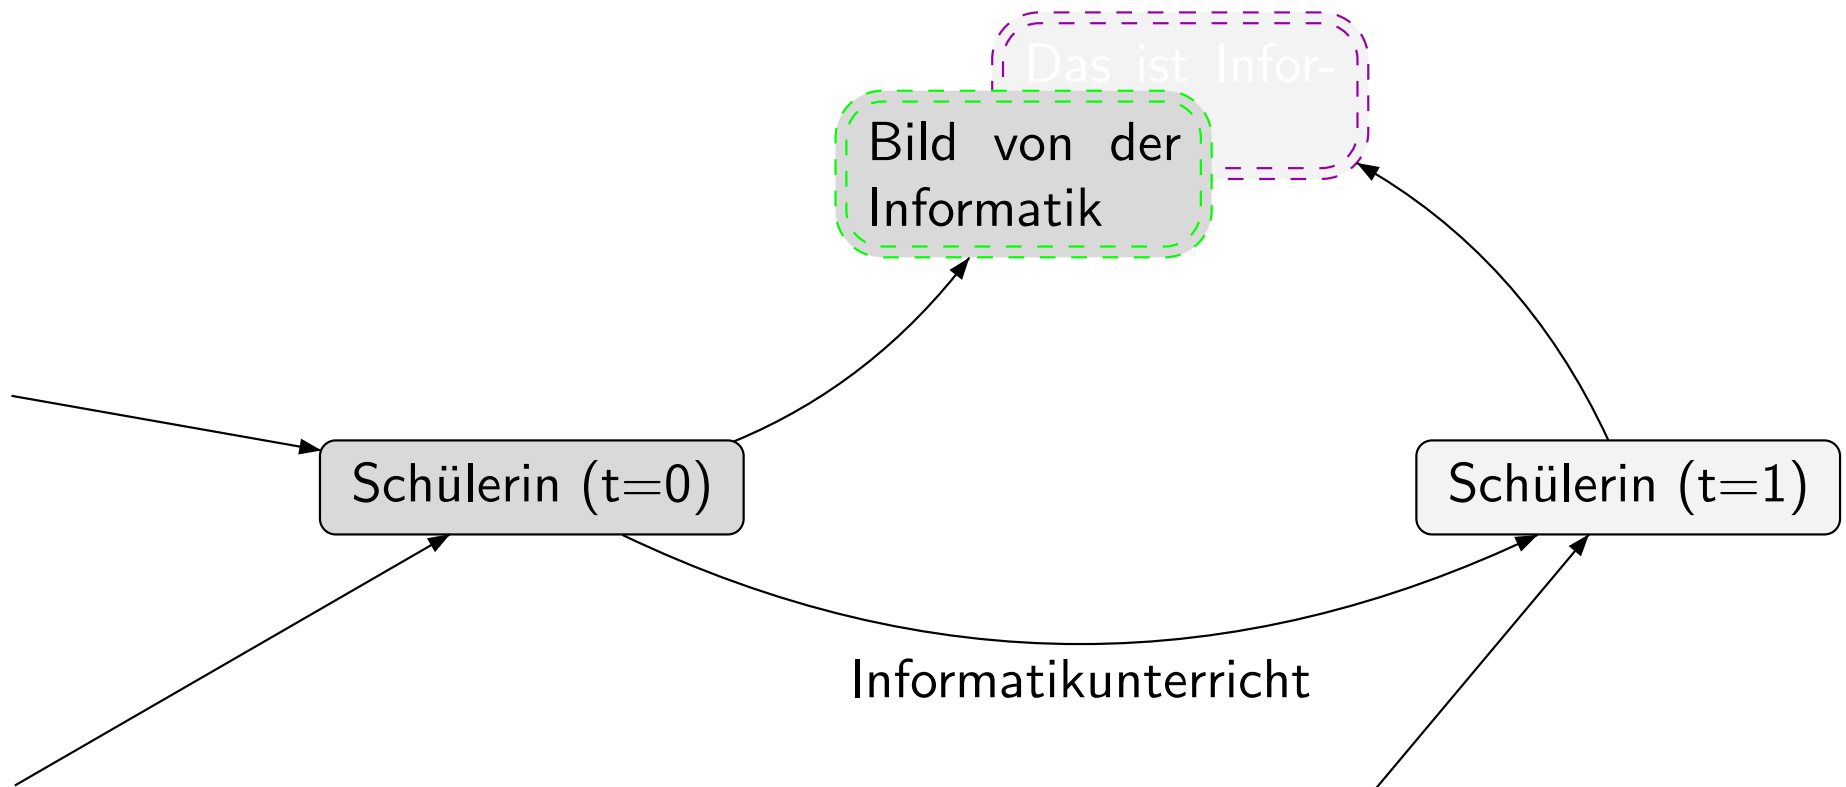 Das ist Infor-
Bild von der
Informatik
Schülerin (t=0)
Schülerin (t=1)
Informatikunterricht